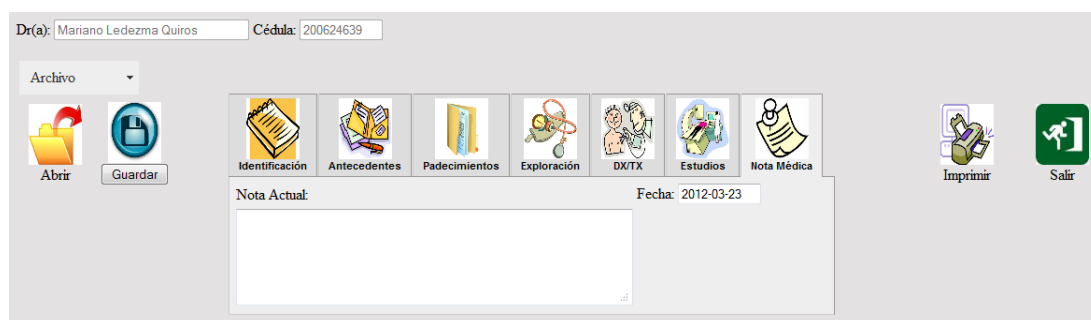 Dr(a): Mariano Ledezma Quiros Cédula: 200624639
Archivo
Abrir Guardar
Identificación Antecedentes Padecimientos Exploración DX/TX Estudios Nota Médica
Imprimir Salir
Nota Actual: Fecha: 2012-03-23